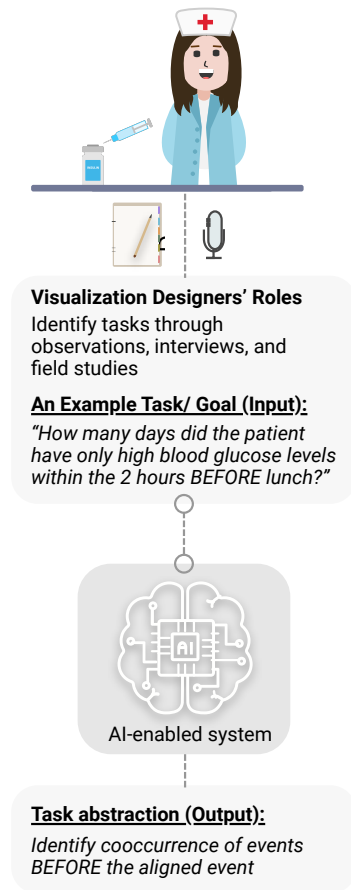 Visualization Designers' Roles
Identify tasks through
observations, interviews, and
field studies
An Example Task/ Goal (Input):
“How many days did the patient
have only high blood glucose levels
within the 2 hours BEFORE lunch?”
AI
AI-enabled system
Task abstraction (Output):
Identify cooccurrence of events
BEFORE the aligned event